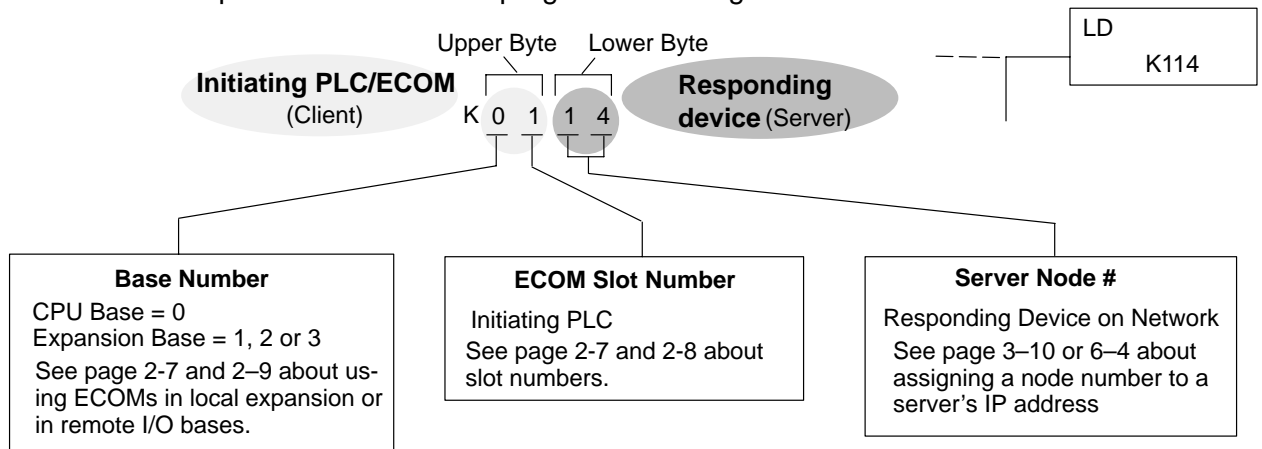 Upper Byte Lower Byte
LD
K114
Initiating PLC/ECOM
(Client)
K 0 1 1 4
Responding
device (Server)
Base Number
CPU Base = 0
Expansion Base = 1, 2 or 3
See page 2-7 and 2–9 about us-
ing ECOMs in local expansion or
in remote I/O bases.
ECOM Slot Number
Initiating PLC
See page 2-7 and 2-8 about
slot numbers.
Server Node #
Responding Device on Network
See page 3–10 or 6–4 about
assigning a node number to a
server's IP address